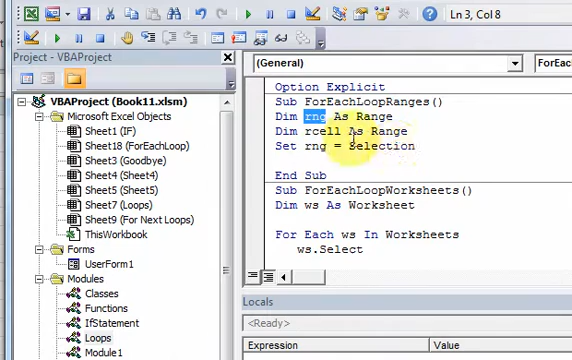 Ln 3, Col 8
Project - VBAProject
VBAProject (Book11.xlsm)
Microsoft Excel Objects
Sheet1 (IF)
Sheet18 (ForEachLoop)
Sheet3 (Goodbye)
Sheet4 (Sheet4)
Sheet5 (Sheet5)
Sheet7 (Loops)
Sheet9 (For Next Loops)
ThisWorkbook
Forms
UserForm1
Modules
Classes
Functions
IfStatement
Loops
Module1
(General)
ForEachL
Option Explicit
Sub ForEachLoopRanges()
Dim rng As Range
Dim rcell As Range
Set rng = Selection
End Sub
Sub ForEachLoopWorksheets()
Dim ws As Worksheet
For Each ws In Worksheets
ws.Select
Locals
<Ready>
Expression
Value